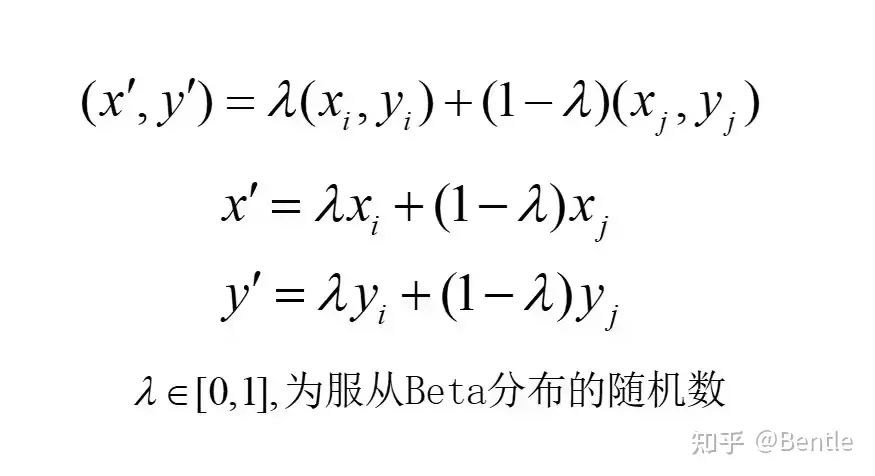 (x′, y′) = λ(xᵢ, yᵢ) + (1 − λ)(xⱼ, yⱼ)
x′ = λxᵢ + (1 − λ)xⱼ
y′ = λyᵢ + (1 − λ)yⱼ
λ ∈ [0,1], 为服从Beta分布的随机数
知乎 @Bentle